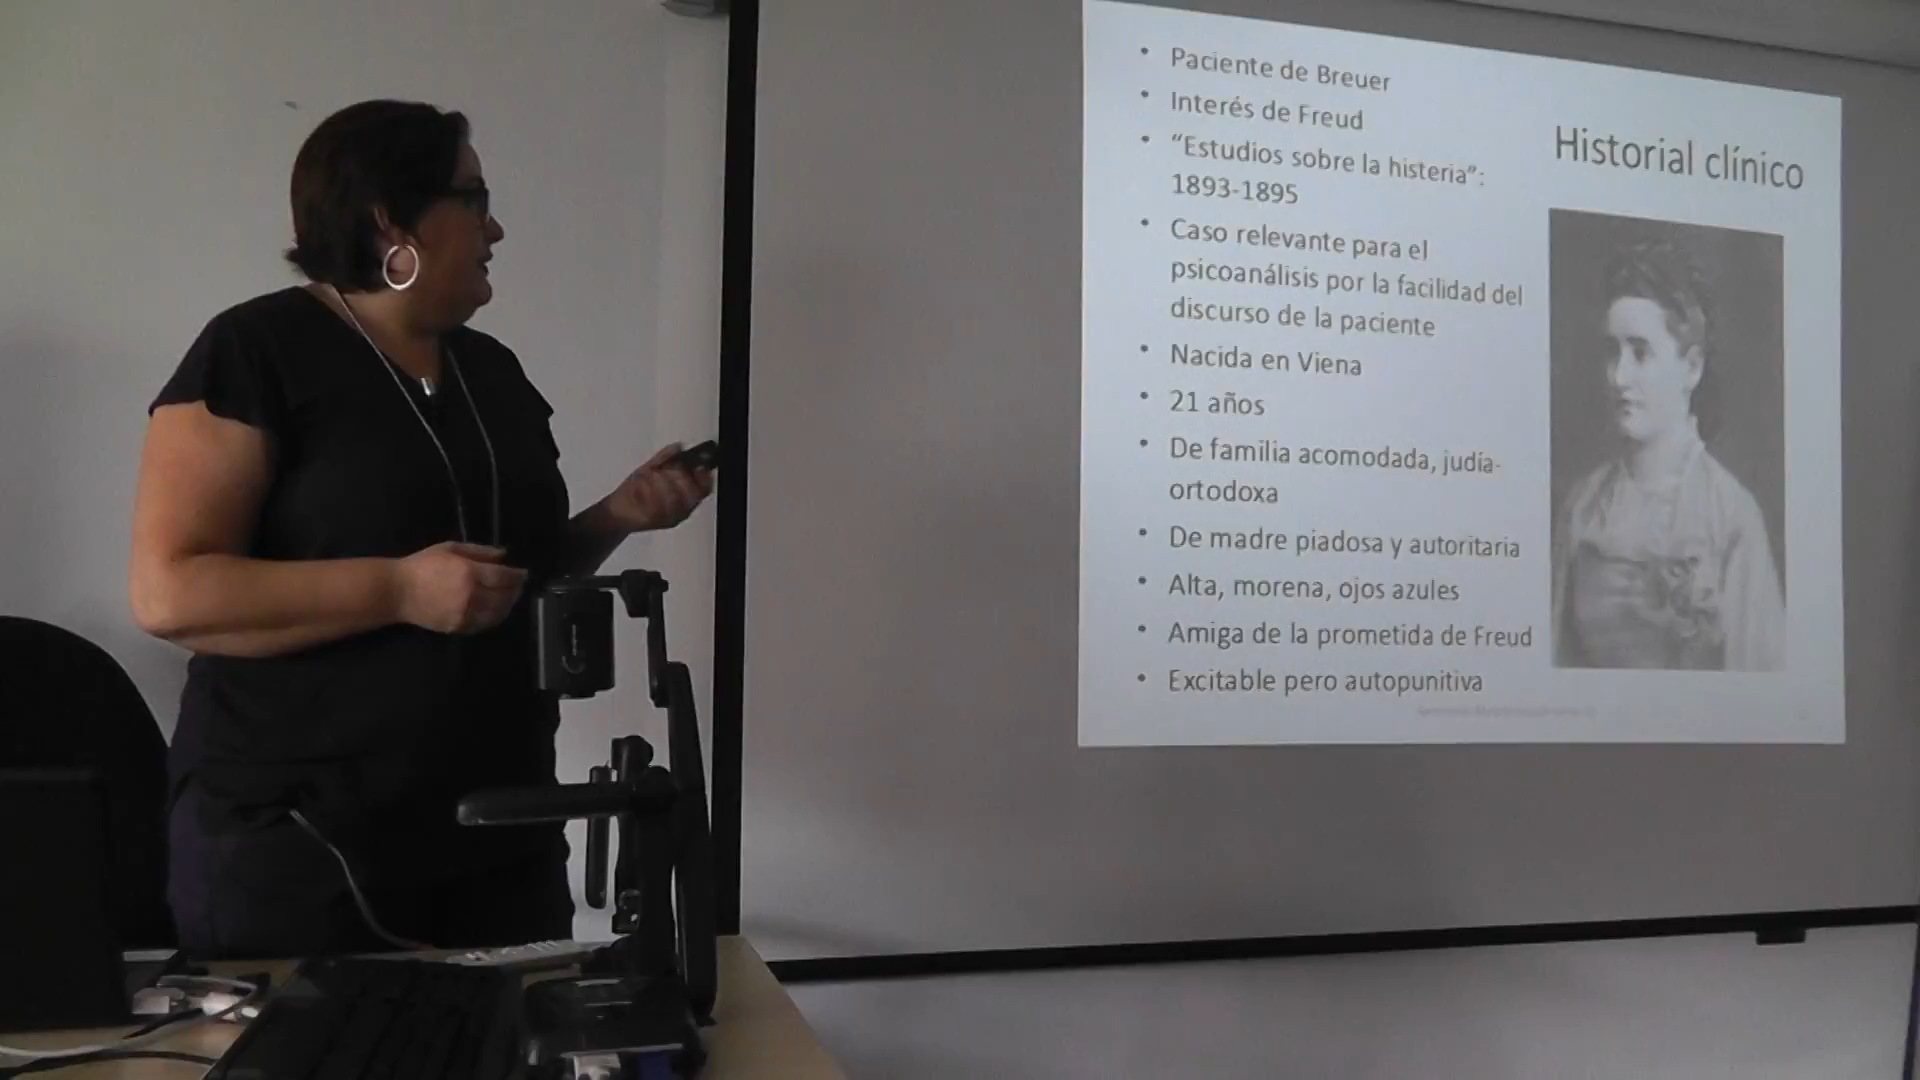 Historial clínico
• Paciente de Breuer
• Interés de Freud
• “Estudios sobre la histeria”:
1893-1895
• Caso relevante para el
psicoanálisis por la facilidad del
discurso de la paciente
• Nacida en Viena
• 21 años
• De familia acomodada, judía-
ortodoxa
• De madre piadosa y autoritaria
• Alta, morena, ojos azules
• Amiga de la prometida de Freud
• Excitable pero autopunitiva